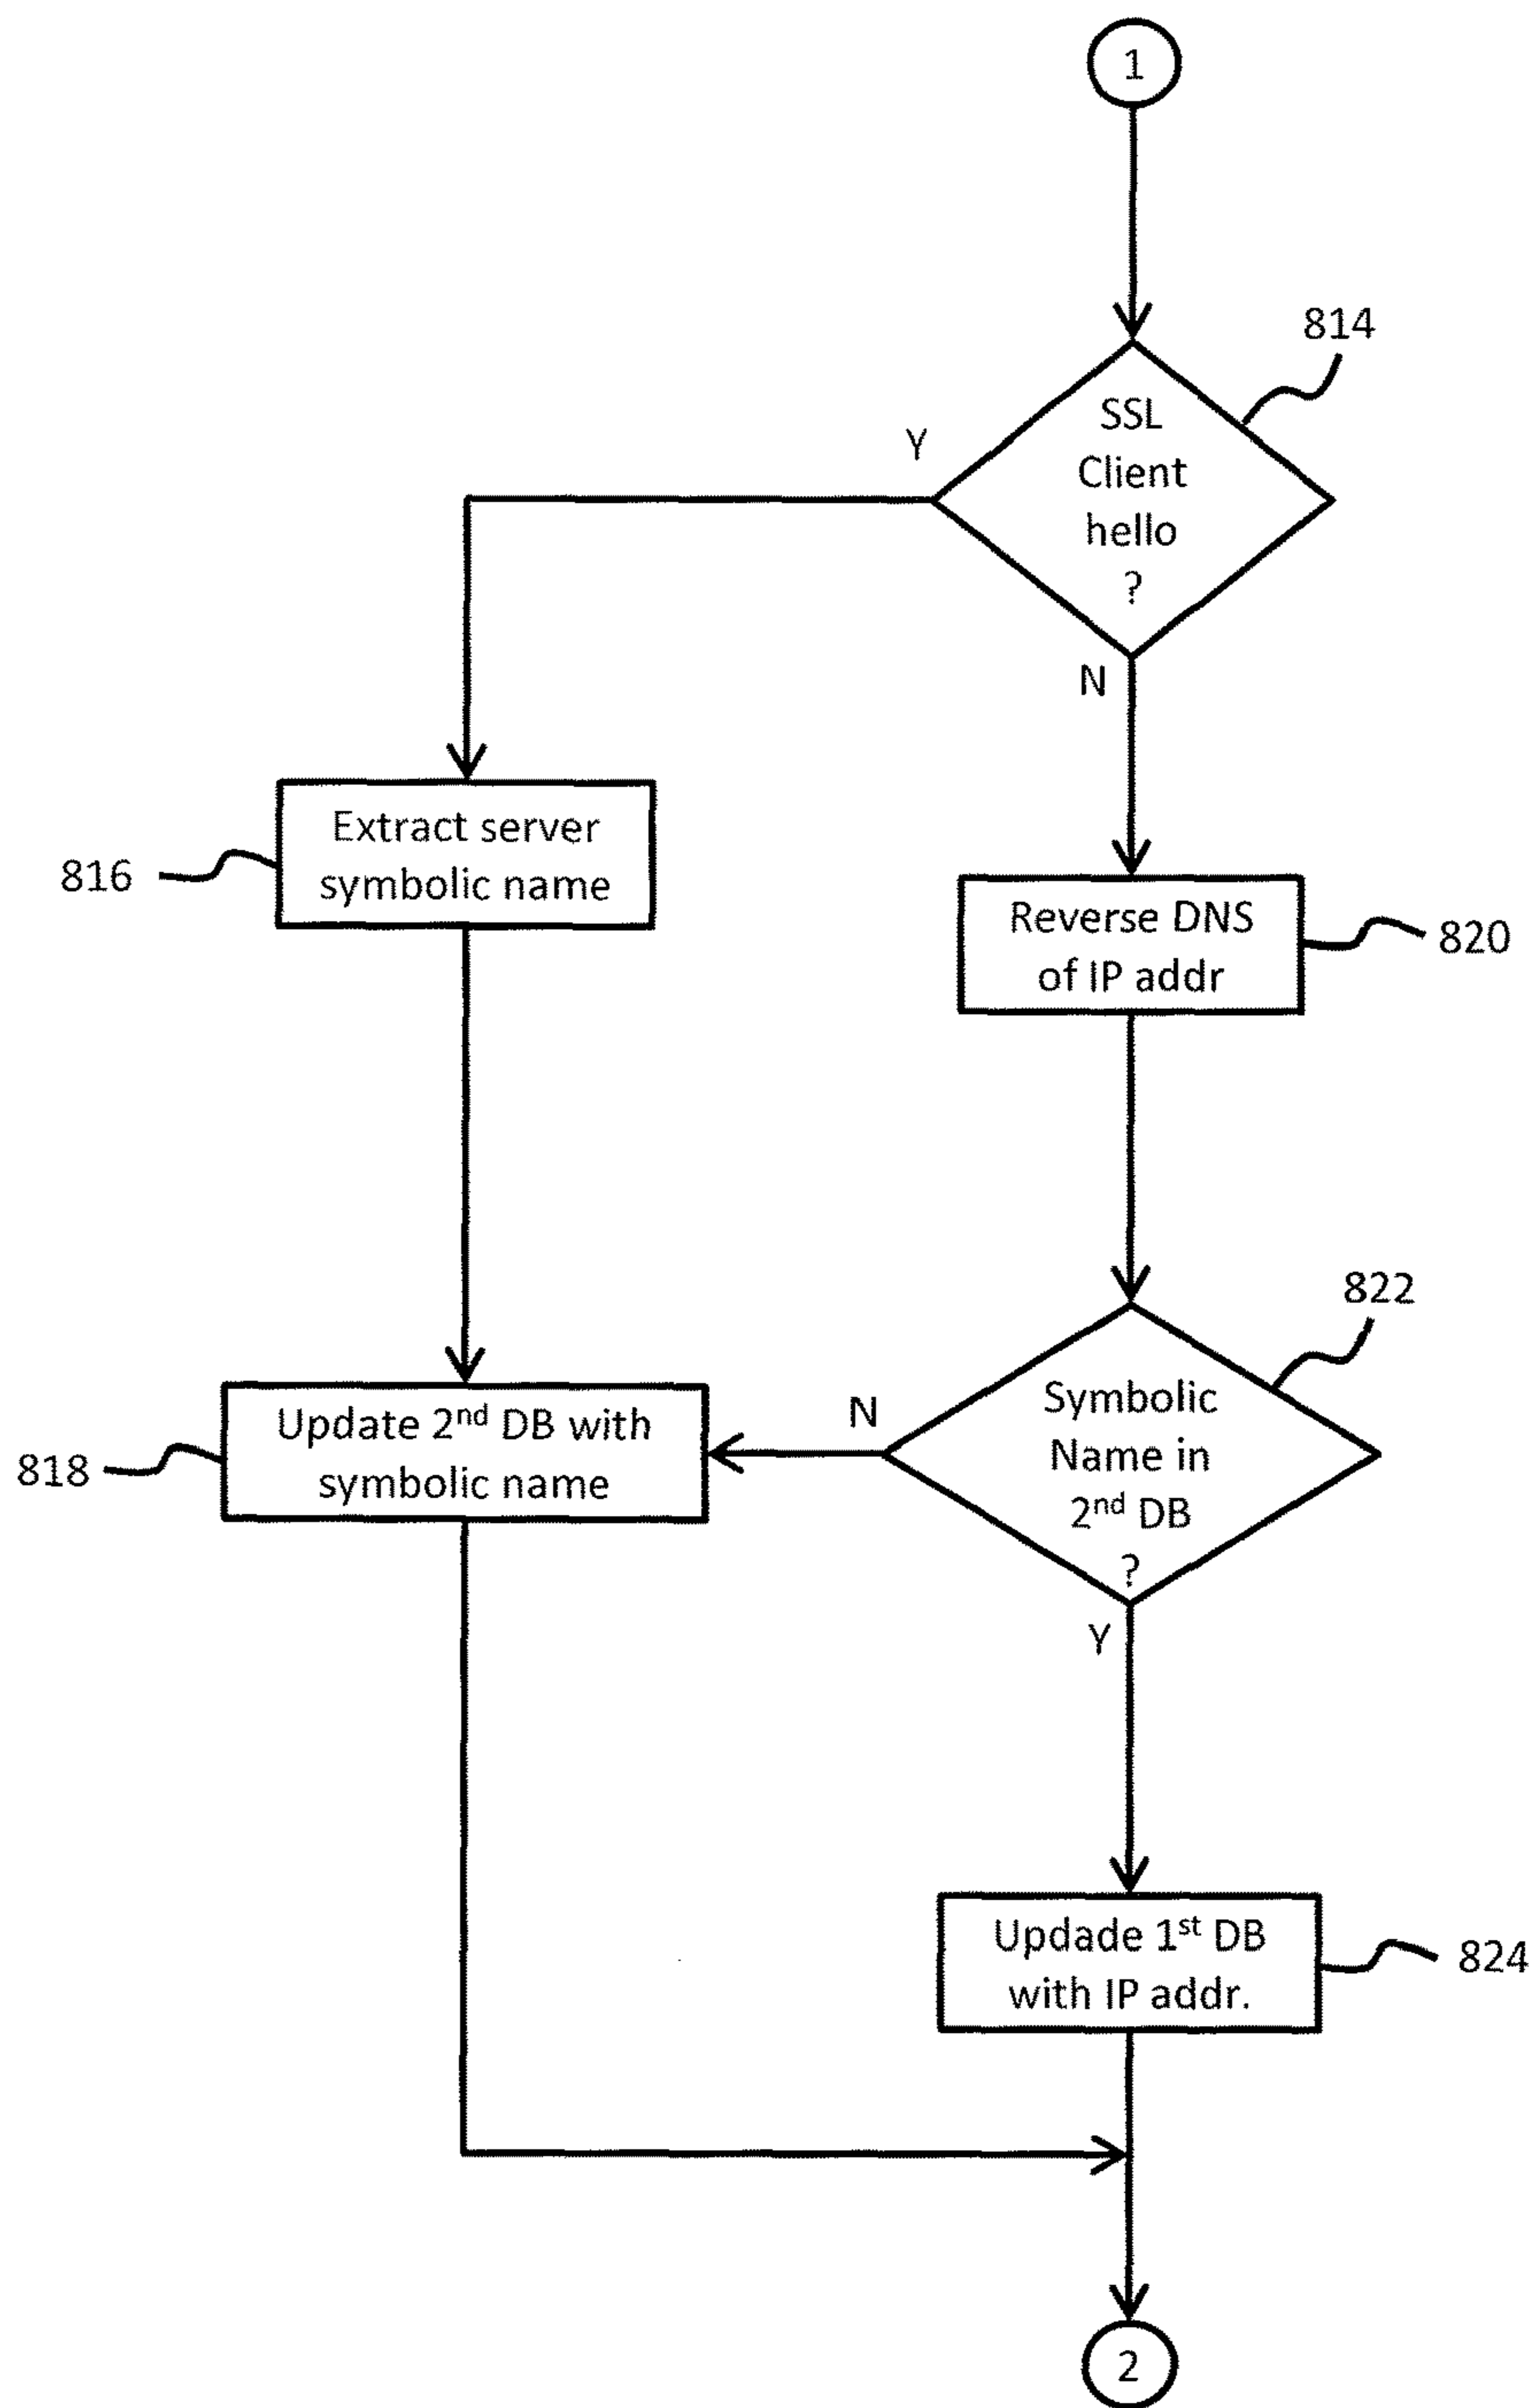 1
814
SSL
Client
hello
?
Y
N
Extract server
symbolic name
816
Reverse DNS
of IP addr
820
822
Symbolic
Name in
2nd DB
?
N
Update 2nd DB with
symbolic name
818
Y
Updade 1st DB
with IP addr.
824
2